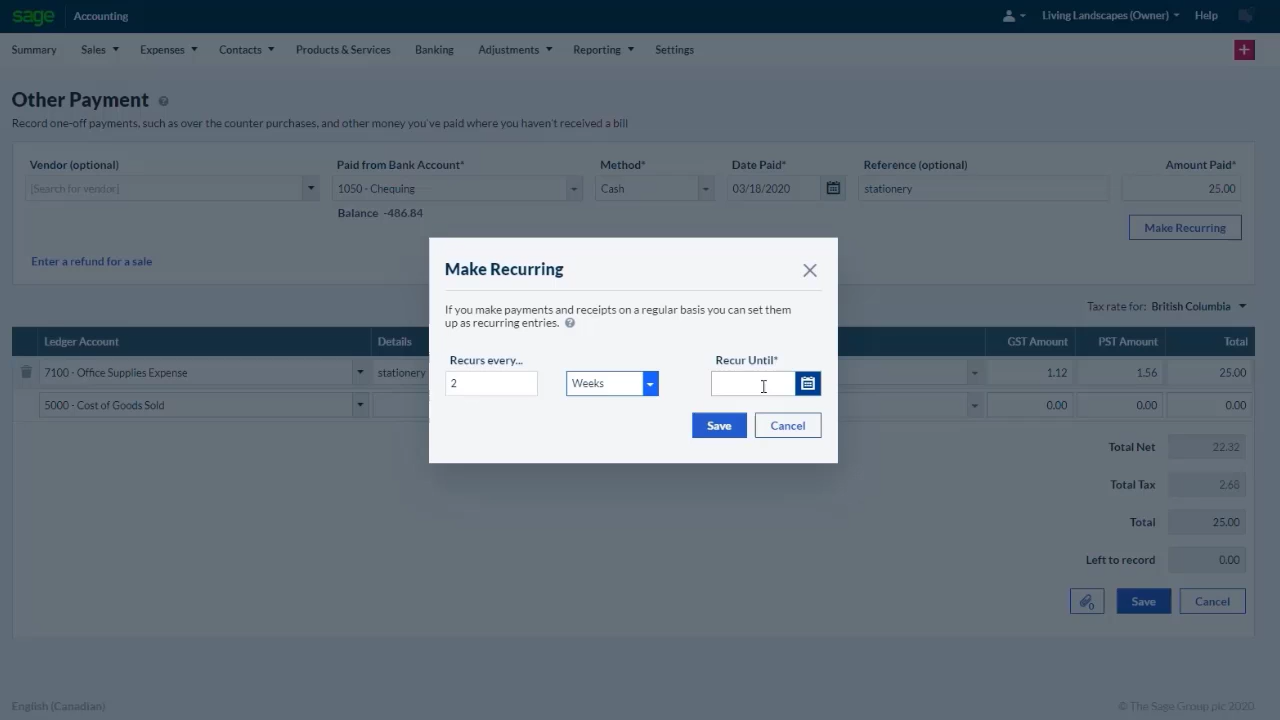 sage Accounting Living Landscapes (Owner) Help
Summary Sales Expenses Contacts Products & Services Banking Adjustments Reporting Settings
Other Payment
Record one-off payments, such as over the counter purchases, and other money you've paid where you haven't received a bill
Vendor (optional) Paid from Bank Account* Method* Date Paid* Reference (optional) Amount Paid*
[Search for vendor] 1050 - Chequing Cash 03/18/2020 stationery 25.00
Balance -486.84
Make Recurring
Enter a refund for a sale
Make Recurring
If you make payments and receipts on a regular basis you can set them
up as recurring entries.
Recurs every... Recur Until*
2 Weeks
Save Cancel
Tax rate for: British Columbia
Ledger Account Details GST Amount PST Amount Total
7100 - Office Supplies Expense stationery 1.12 1.56 25.00
5000 - Cost of Goods Sold 0.00 0.00 0.00
Total Net 22.32
Total Tax 2.68
Total 25.00
Left to record 0.00
Save Cancel
English (Canadian) © The Sage Group plc 2020